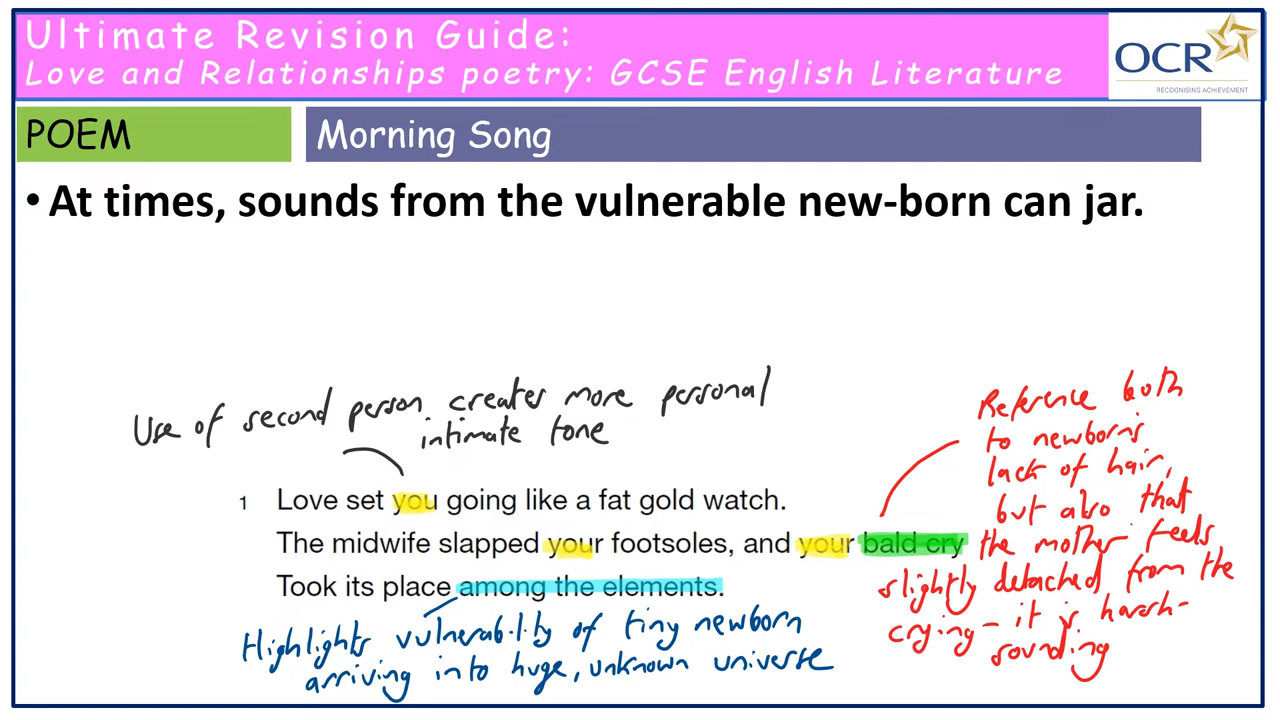 Ultimate Revision Guide:
Love and Relationships poetry: GCSE English Literature
OCR
RECOGNISING ACHIEVEMENT
POEM
Morning Song
• At times, sounds from the vulnerable new-born can jar.
Use of second person creates more personal
intimate tone
Reference both
to newborn's
lack of hair,
but also that
the mother feels
slightly detached from the
crying - it is harsh-
sounding
1 Love set you going like a fat gold watch.
The midwife slapped your footsoles, and your bald cry
Took its place among the elements.
Highlights vulnerability of tiny newborn
arriving into huge, unknown universe